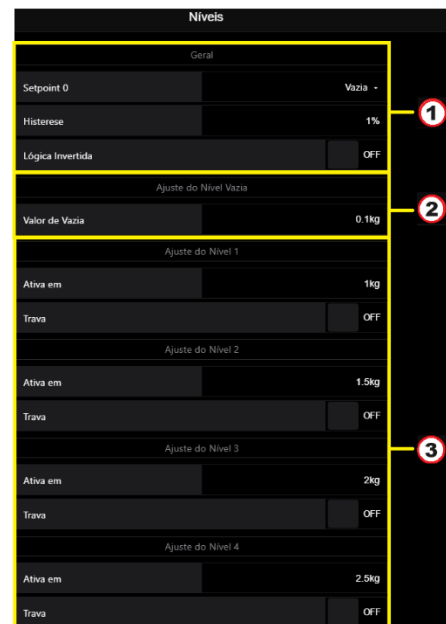 Níveis
Geral
Setpoint 0 Vazia -
Histerese 1%
1
Lógica Invertida OFF
Ajuste do Nível Vazia
2
Valor de Vazia 0.1kg
Ajuste do Nível 1
Ativa em 1kg
Trava OFF
Ajuste do Nível 2
Ativa em 1.5kg
Trava OFF
Ajuste do Nível 3
3
Ativa em 2kg
Trava OFF
Ajuste do Nível 4
Ativa em 2.5kg
Trava OFF